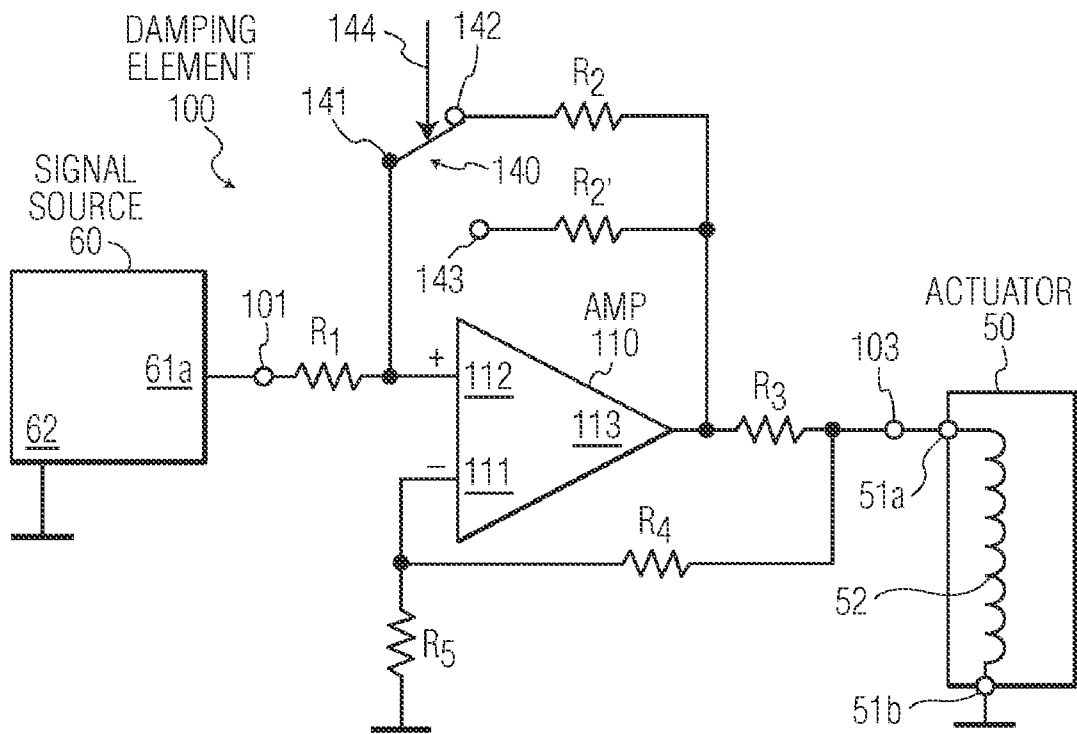 DAMPING
ELEMENT
100
144
142
141
R2
140
R2'
143
SIGNAL
SOURCE
60
61a
62
101
R1
+
112
AMP
110
113
−
111
R3
103
ACTUATOR
50
51a
R4
52
R5
51b